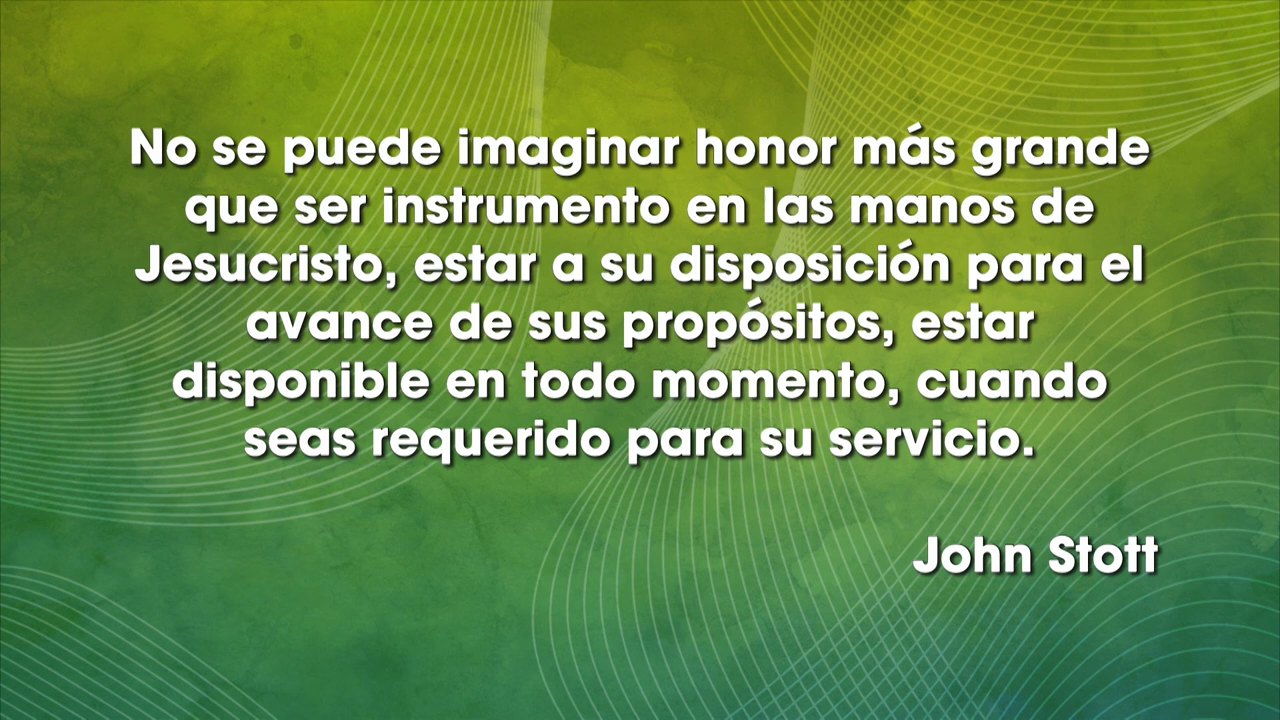 No se puede imaginar honor más grande
que ser instrumento en las manos de
Jesucristo, estar a su disposición para el
avance de sus propósitos, estar
disponible en todo momento, cuando
seas requerido para su servicio.
John Stott